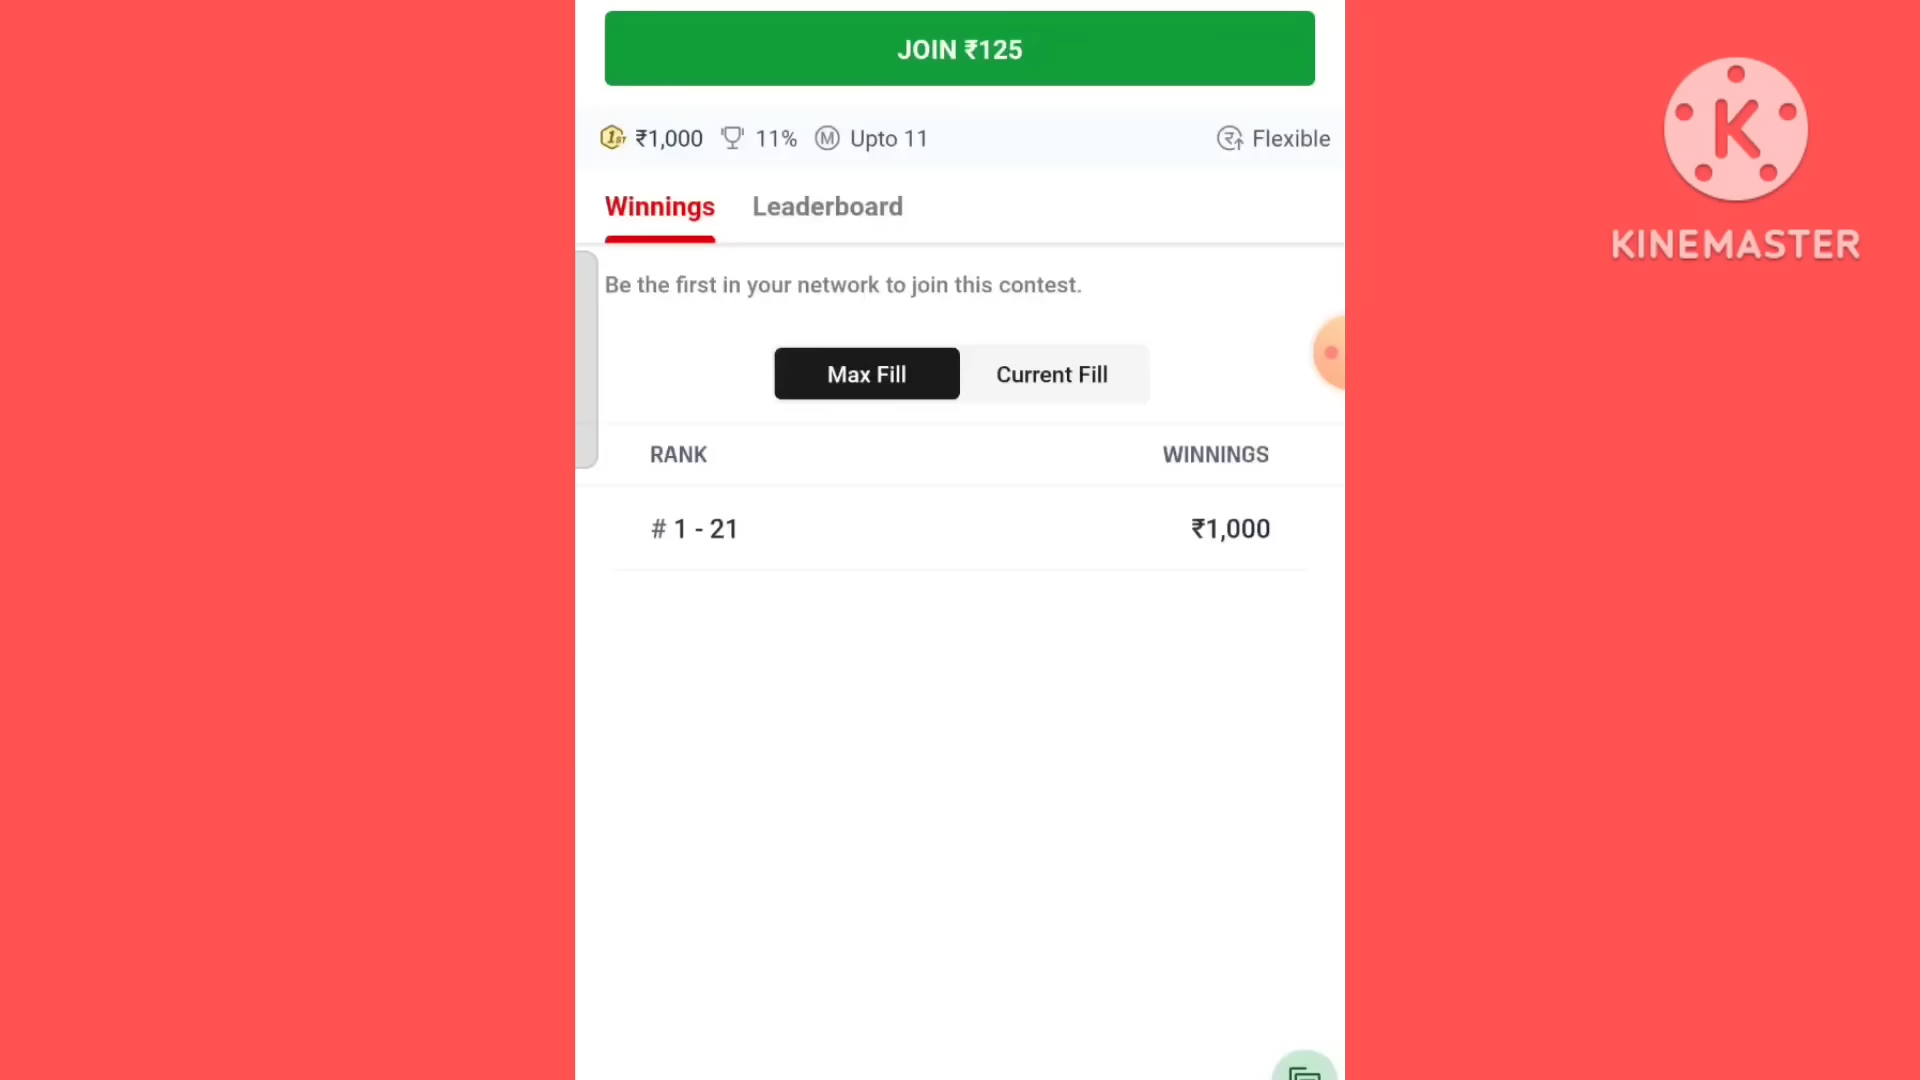 JOIN ₹125
1ST ₹1,000 11% M Upto 11 Flexible
Winnings Leaderboard
Be the first in your network to join this contest.
Max Fill Current Fill
RANK WINNINGS
# 1 - 21 ₹1,000
K
KINEMASTER